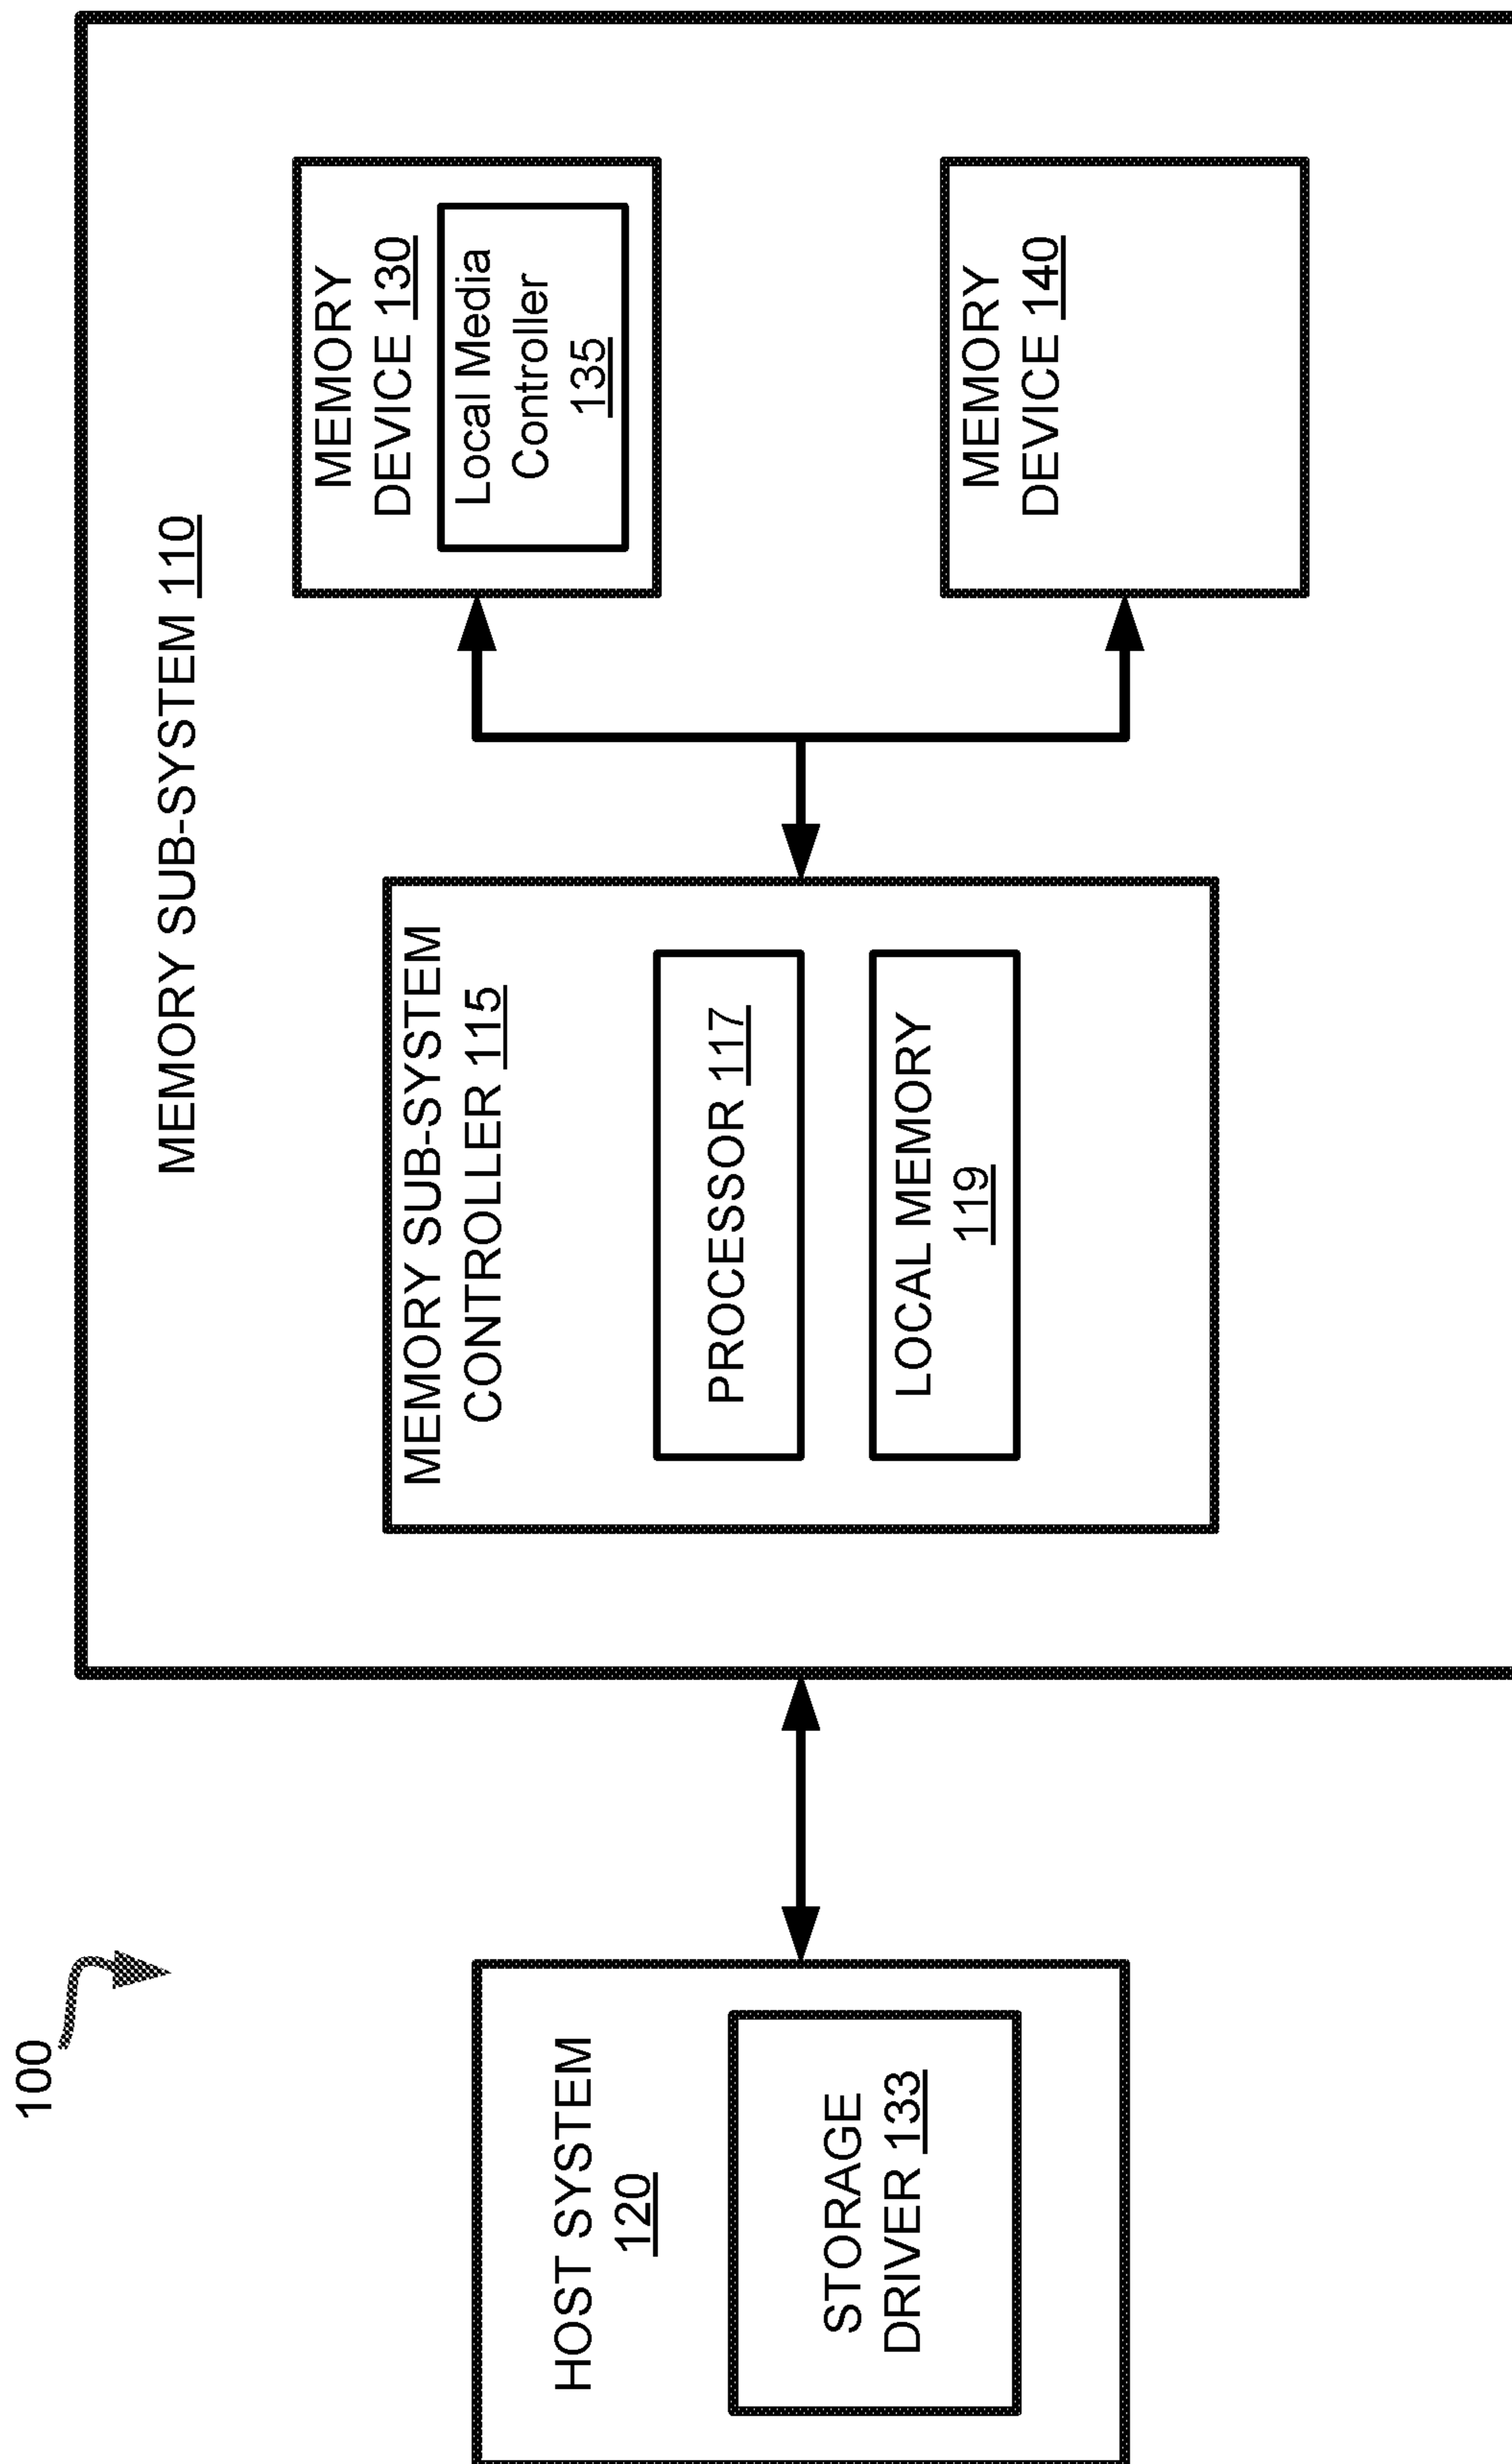 100
HOST SYSTEM
120
STORAGE
DRIVER 133
MEMORY SUB-SYSTEM 110
MEMORY SUB-SYSTEM
CONTROLLER 115
PROCESSOR 117
LOCAL MEMORY
119
MEMORY
DEVICE 130
Local Media
Controller
135
MEMORY
DEVICE 140